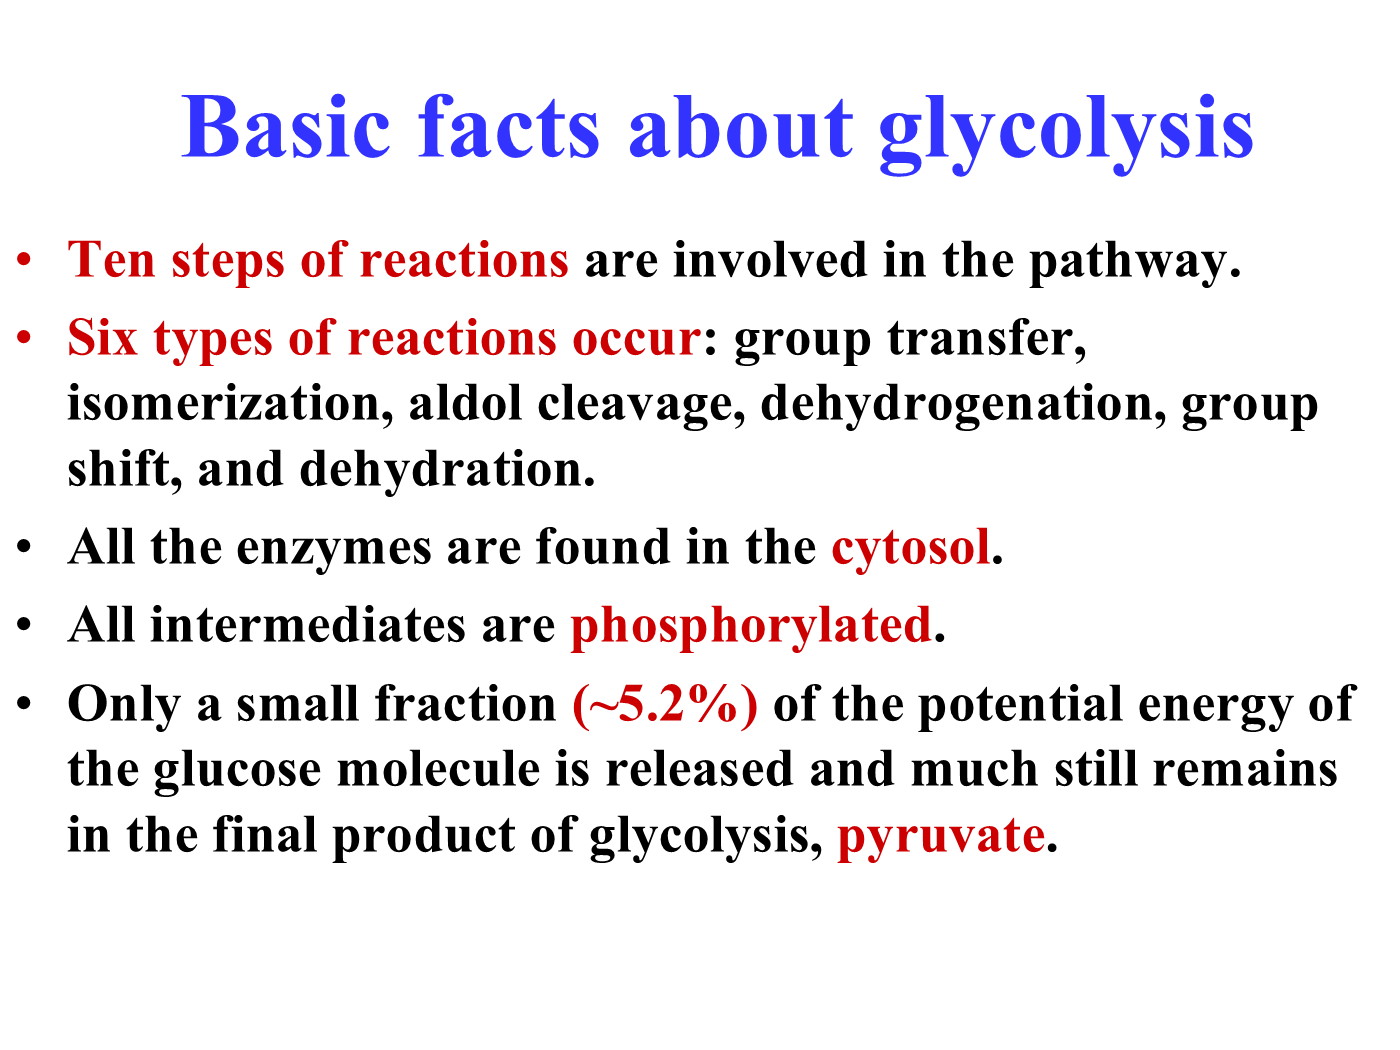 Basic facts about glycolysis
• Ten steps of reactions are involved in the pathway.
• Six types of reactions occur: group transfer,
isomerization, aldol cleavage, dehydrogenation, group
shift, and dehydration.
• All the enzymes are found in the cytosol.
• All intermediates are phosphorylated.
• Only a small fraction (~5.2%) of the potential energy of
the glucose molecule is released and much still remains
in the final product of glycolysis, pyruvate.